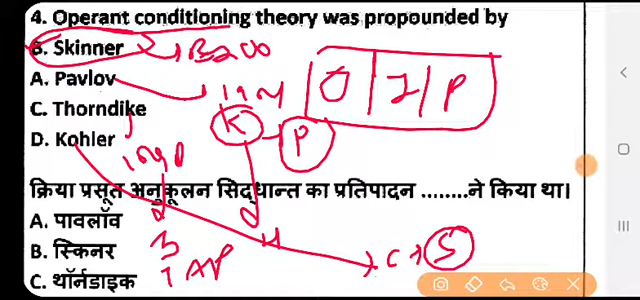 4. Operant conditioning theory was propounded by
B. Skinner
A. Pavlov
C. Thorndike
D. Kohler
K P
O I P
क्रिया प्रसूत अनुकूलन सिद्धान्त का प्रतिपादन ........ने किया था।
A. पावलॉव
B. स्किनर
C. थॉर्नडाइक
S